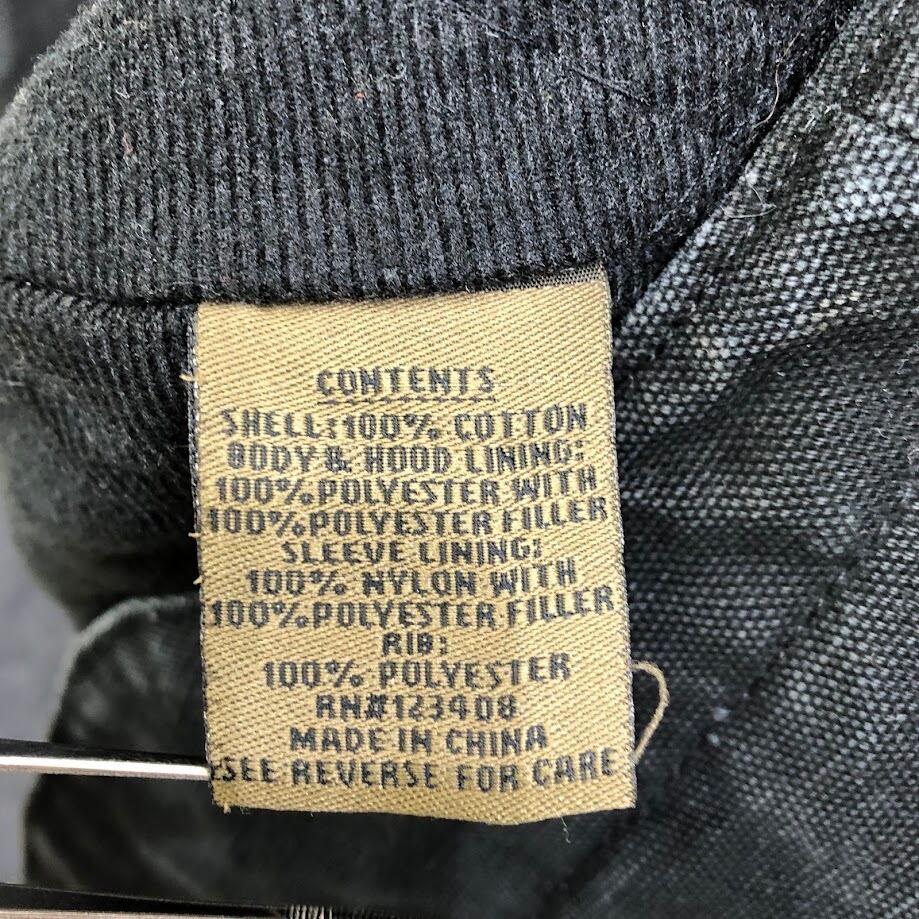 CONTENTS
SHELL:100% COTTON
BODY & HOOD LINING:
100%POLYESTER WITH
100%POLYESTER FILLER
SLEEVE LINING:
100% NYLON WITH
100%POLYESTER FILLER
RIB:
100% POLYESTER
RN#123408
MADE IN CHINA
SEE REVERSE FOR CARE